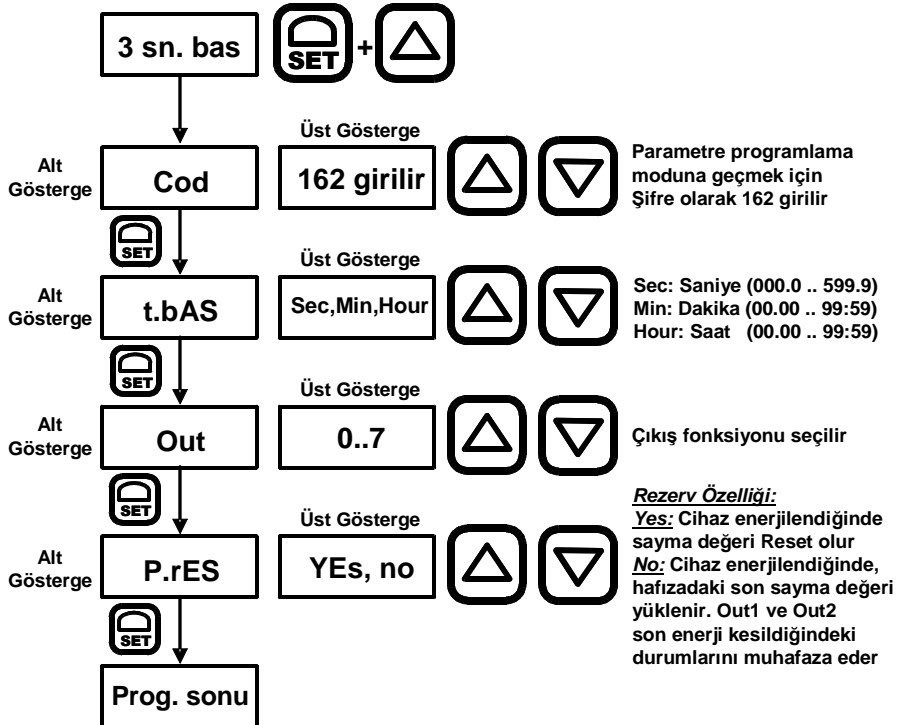 3 sn. bas
SET
+
Üst Gösterge
Alt
Gösterge
Cod
162 girilir
Parametre programlama
moduna geçmek için
Şifre olarak 162 girilir
SET
Üst Gösterge
Alt
Gösterge
t.bAS
Sec,Min,Hour
Sec: Saniye (000.0 .. 599.9)
Min: Dakika (00.00 .. 99:59)
Hour: Saat (00.00 .. 99:59)
SET
Üst Gösterge
Alt
Gösterge
Out
0..7
Çıkış fonksiyonu seçilir
SET
Üst Gösterge
Alt
Gösterge
P.rES
YEs, no
Rezerv Özelliği:
Yes: Cihaz enerjilendiğinde
sayma değeri Reset olur
No: Cihaz enerjilendiğinde,
hafızadaki son sayma değeri
yüklenir. Out1 ve Out2
son enerji kesildiğindeki
durumlarını muhafaza eder
SET
Prog. sonu